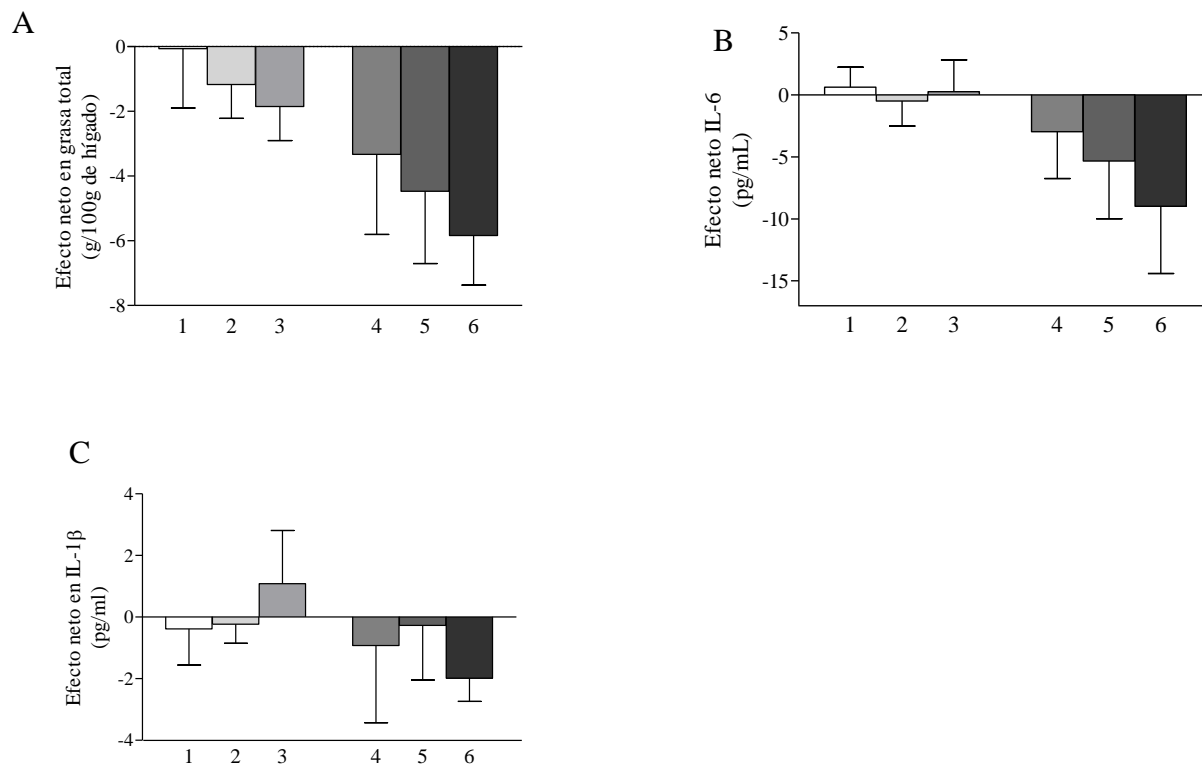 A
Efecto neto en grasa total
(g/100g de hígado)
0
-2
-4
-6
-8
1 2 3 4 5 6
B
Efecto neto IL-6
(pg/mL)
5
0
-5
-10
-15
1 2 3 4 5 6
C
Efecto neto en IL-1β
(pg/ml)
4
2
0
-2
-4
1 2 3 4 5 6